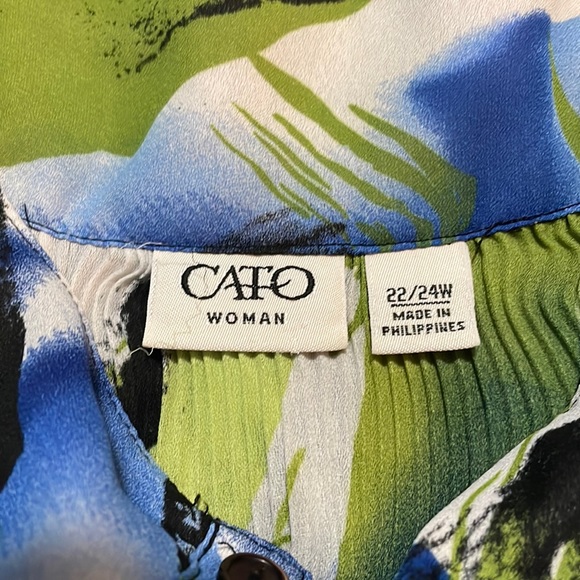 CATO
WOMAN
22/24W
MADE IN
PHILIPPINES